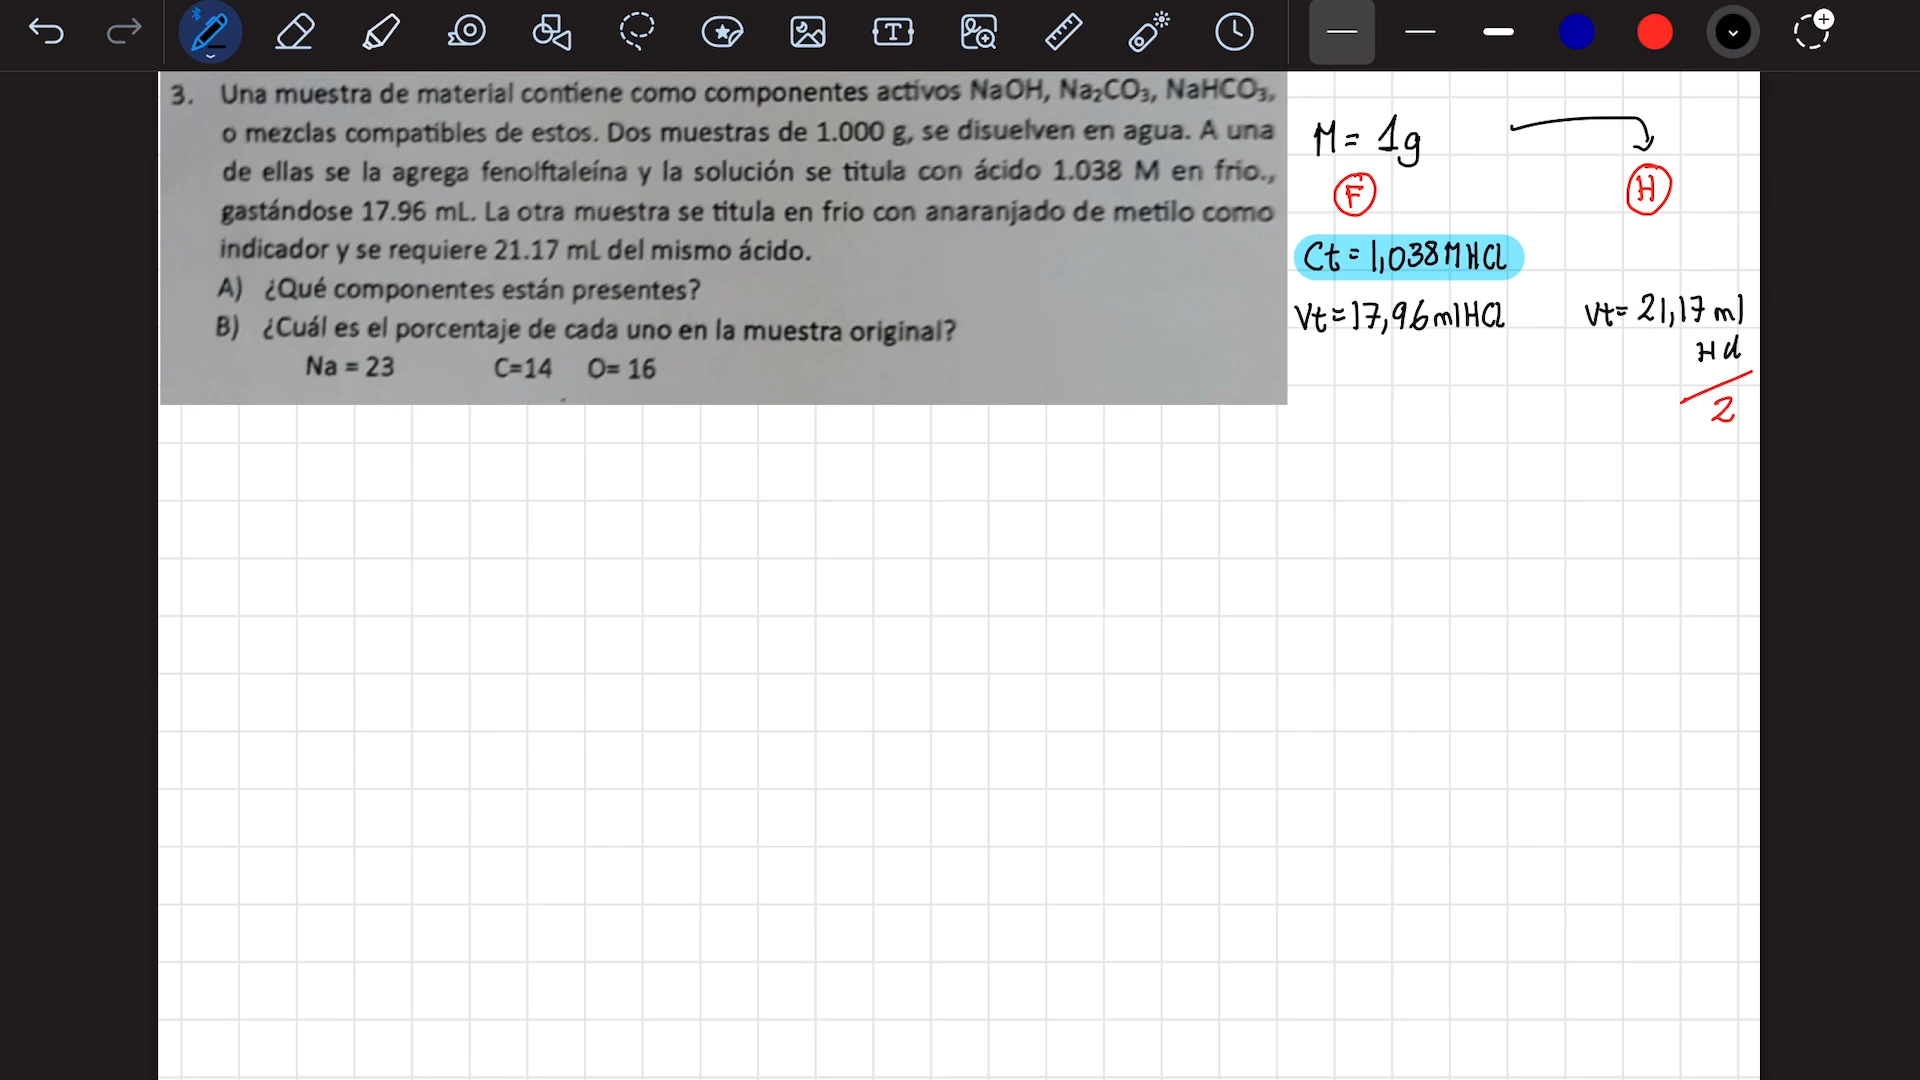 3. Una muestra de material contiene como componentes activos NaOH, Na₂CO₃, NaHCO₃,
o mezclas compatibles de estos. Dos muestras de 1.000 g, se disuelven en agua. A una
de ellas se la agrega fenolftaleína y la solución se titula con ácido 1.038 M en frio.,
gastándose 17.96 mL. La otra muestra se titula en frio con anaranjado de metilo como
indicador y se requiere 21.17 mL del mismo ácido.
A) ¿Qué componentes están presentes?
B) ¿Cuál es el porcentaje de cada uno en la muestra original?
Na = 23 C=14 O= 16
M = 1g
F H
Ct = 1,038 M HCl
Vt = 17,96 ml HCl Vt = 21,17 ml
HCl
2
T